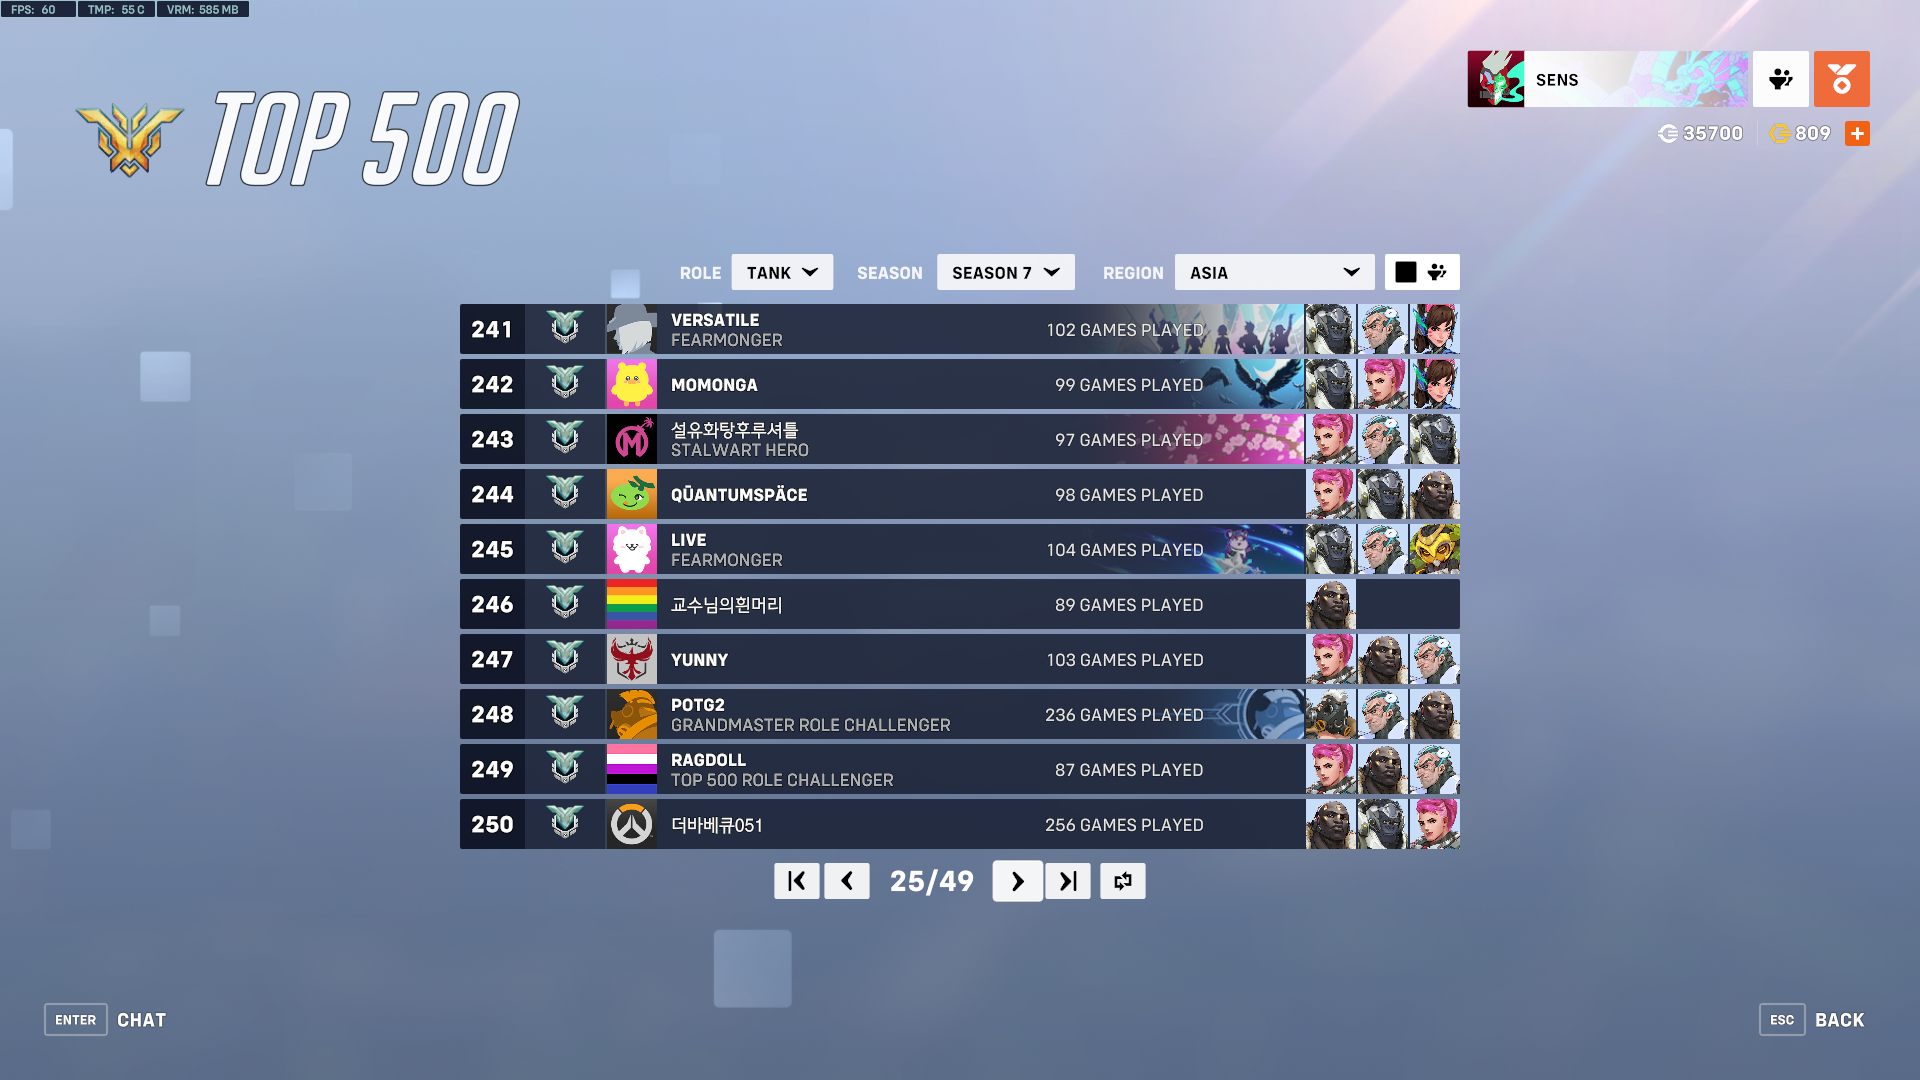 FPS: 60 TMP: 55 C VRM: 585 MB
TOP 500
SENS
35700 809
ROLE TANK SEASON SEASON 7 REGION ASIA
241 VERSATILE 102 GAMES PLAYED
FEARMONGER
242 MOMONGA 99 GAMES PLAYED
243 설유화탕후루셔틀 97 GAMES PLAYED
STALWART HERO
244 QŪANTUMSPÄCE 98 GAMES PLAYED
245 LIVE 104 GAMES PLAYED
FEARMONGER
246 교수님의흰머리 89 GAMES PLAYED
247 YUNNY 103 GAMES PLAYED
248 POTG2 236 GAMES PLAYED
GRANDMASTER ROLE CHALLENGER
249 RAGDOLL 87 GAMES PLAYED
TOP 500 ROLE CHALLENGER
250 더바베큐051 256 GAMES PLAYED
25/49
ENTER CHAT
ESC BACK